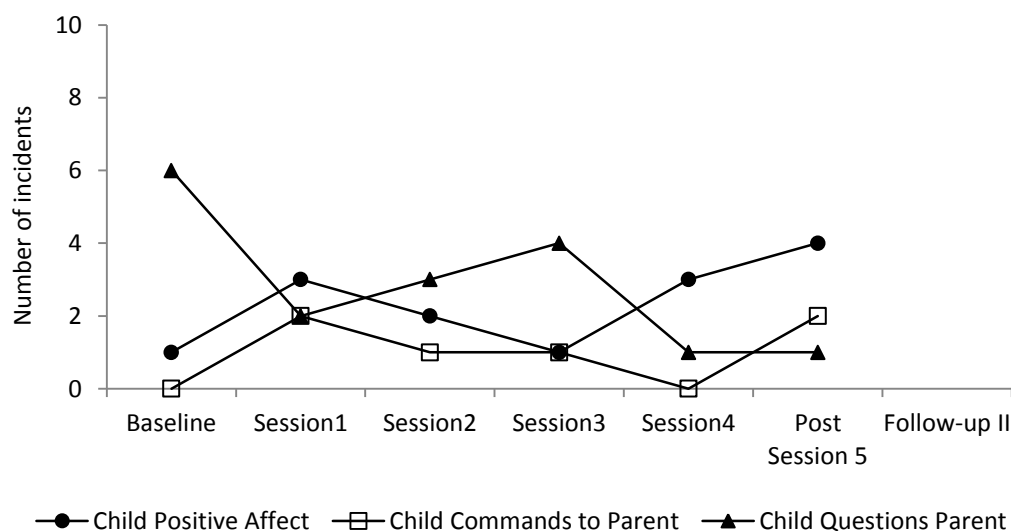 10
8
6
4
2
0
Number of incidents
Baseline Session1 Session2 Session3 Session4 Post Session 5 Follow-up II
Child Positive Affect Child Commands to Parent Child Questions Parent